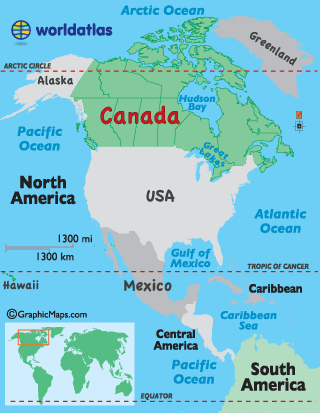 Arctic Ocean
worldatlas
Greenland
ARCTIC CIRCLE
Alaska
Hudson
Bay
Canada
Pacific
Ocean
Great
Lakes
North
America
USA
Atlantic
Ocean
1300 mi
1300 km
Gulf of
Mexico
TROPIC OF CANCER
Hawaii
Mexico
Caribbean
©GraphicMaps.com
Caribbean
Sea
Central
America
Pacific
Ocean
South
America
EQUATOR